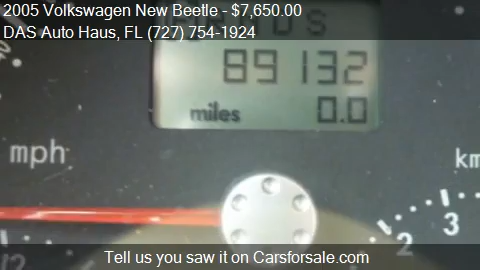 2005 Volkswagen New Beetle - $7,650.00
DAS Auto Haus, FL (727) 754-1924
89132
miles 0.0
mph
km
3
2
12
Tell us you saw it on Carsforsale.com